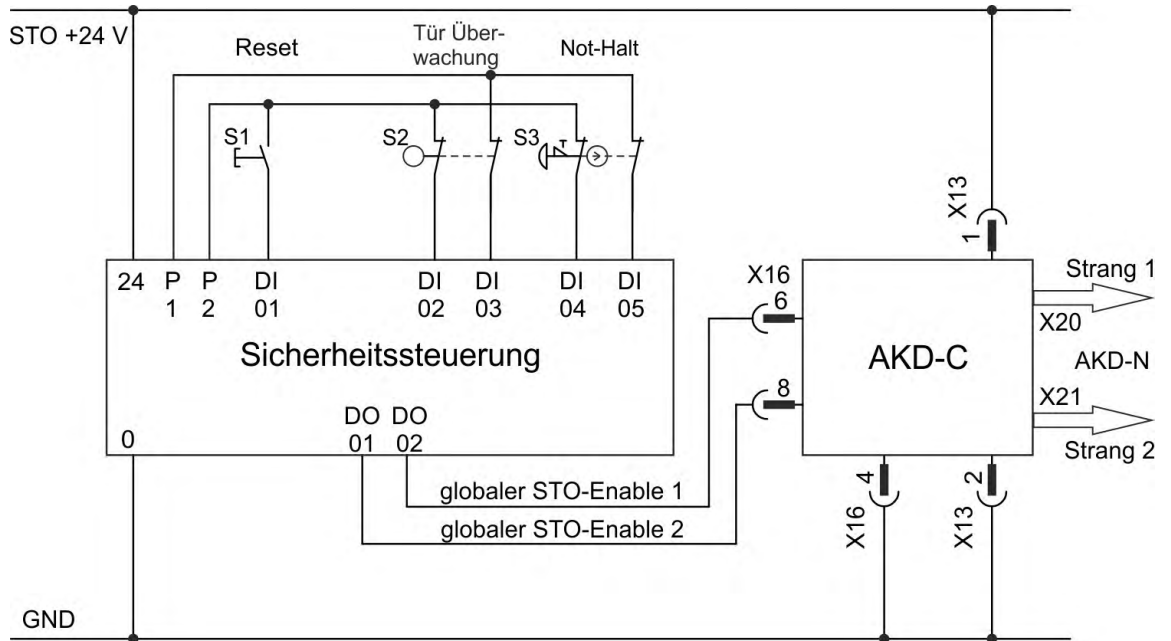 STO +24 V
Reset
Tür Über-
wachung
Not-Halt
S1
S2
S3
X13
1
24 P P DI DI DI DI DI
1 2 01 02 03 04 05
X16
6
8
Strang 1
X20
Sicherheitssteuerung
AKD-C
AKD-N
X21
Strang 2
0
DO DO
01 02
4
2
X16
X13
globaler STO-Enable 1
globaler STO-Enable 2
GND